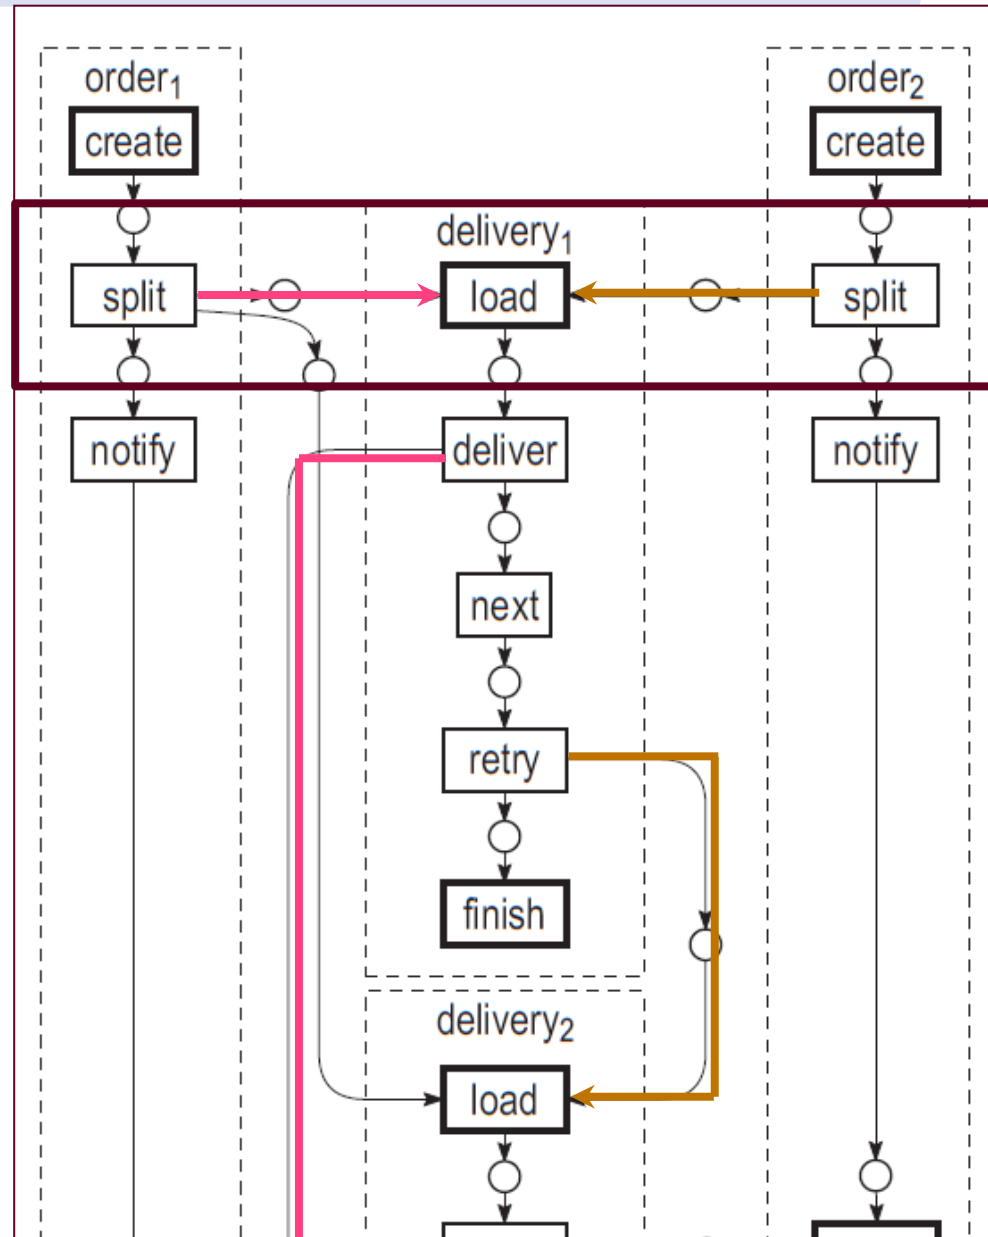 order₁
create
order₂
create
delivery₁
split
load
split
notify
deliver
notify
next
retry
finish
delivery₂
load